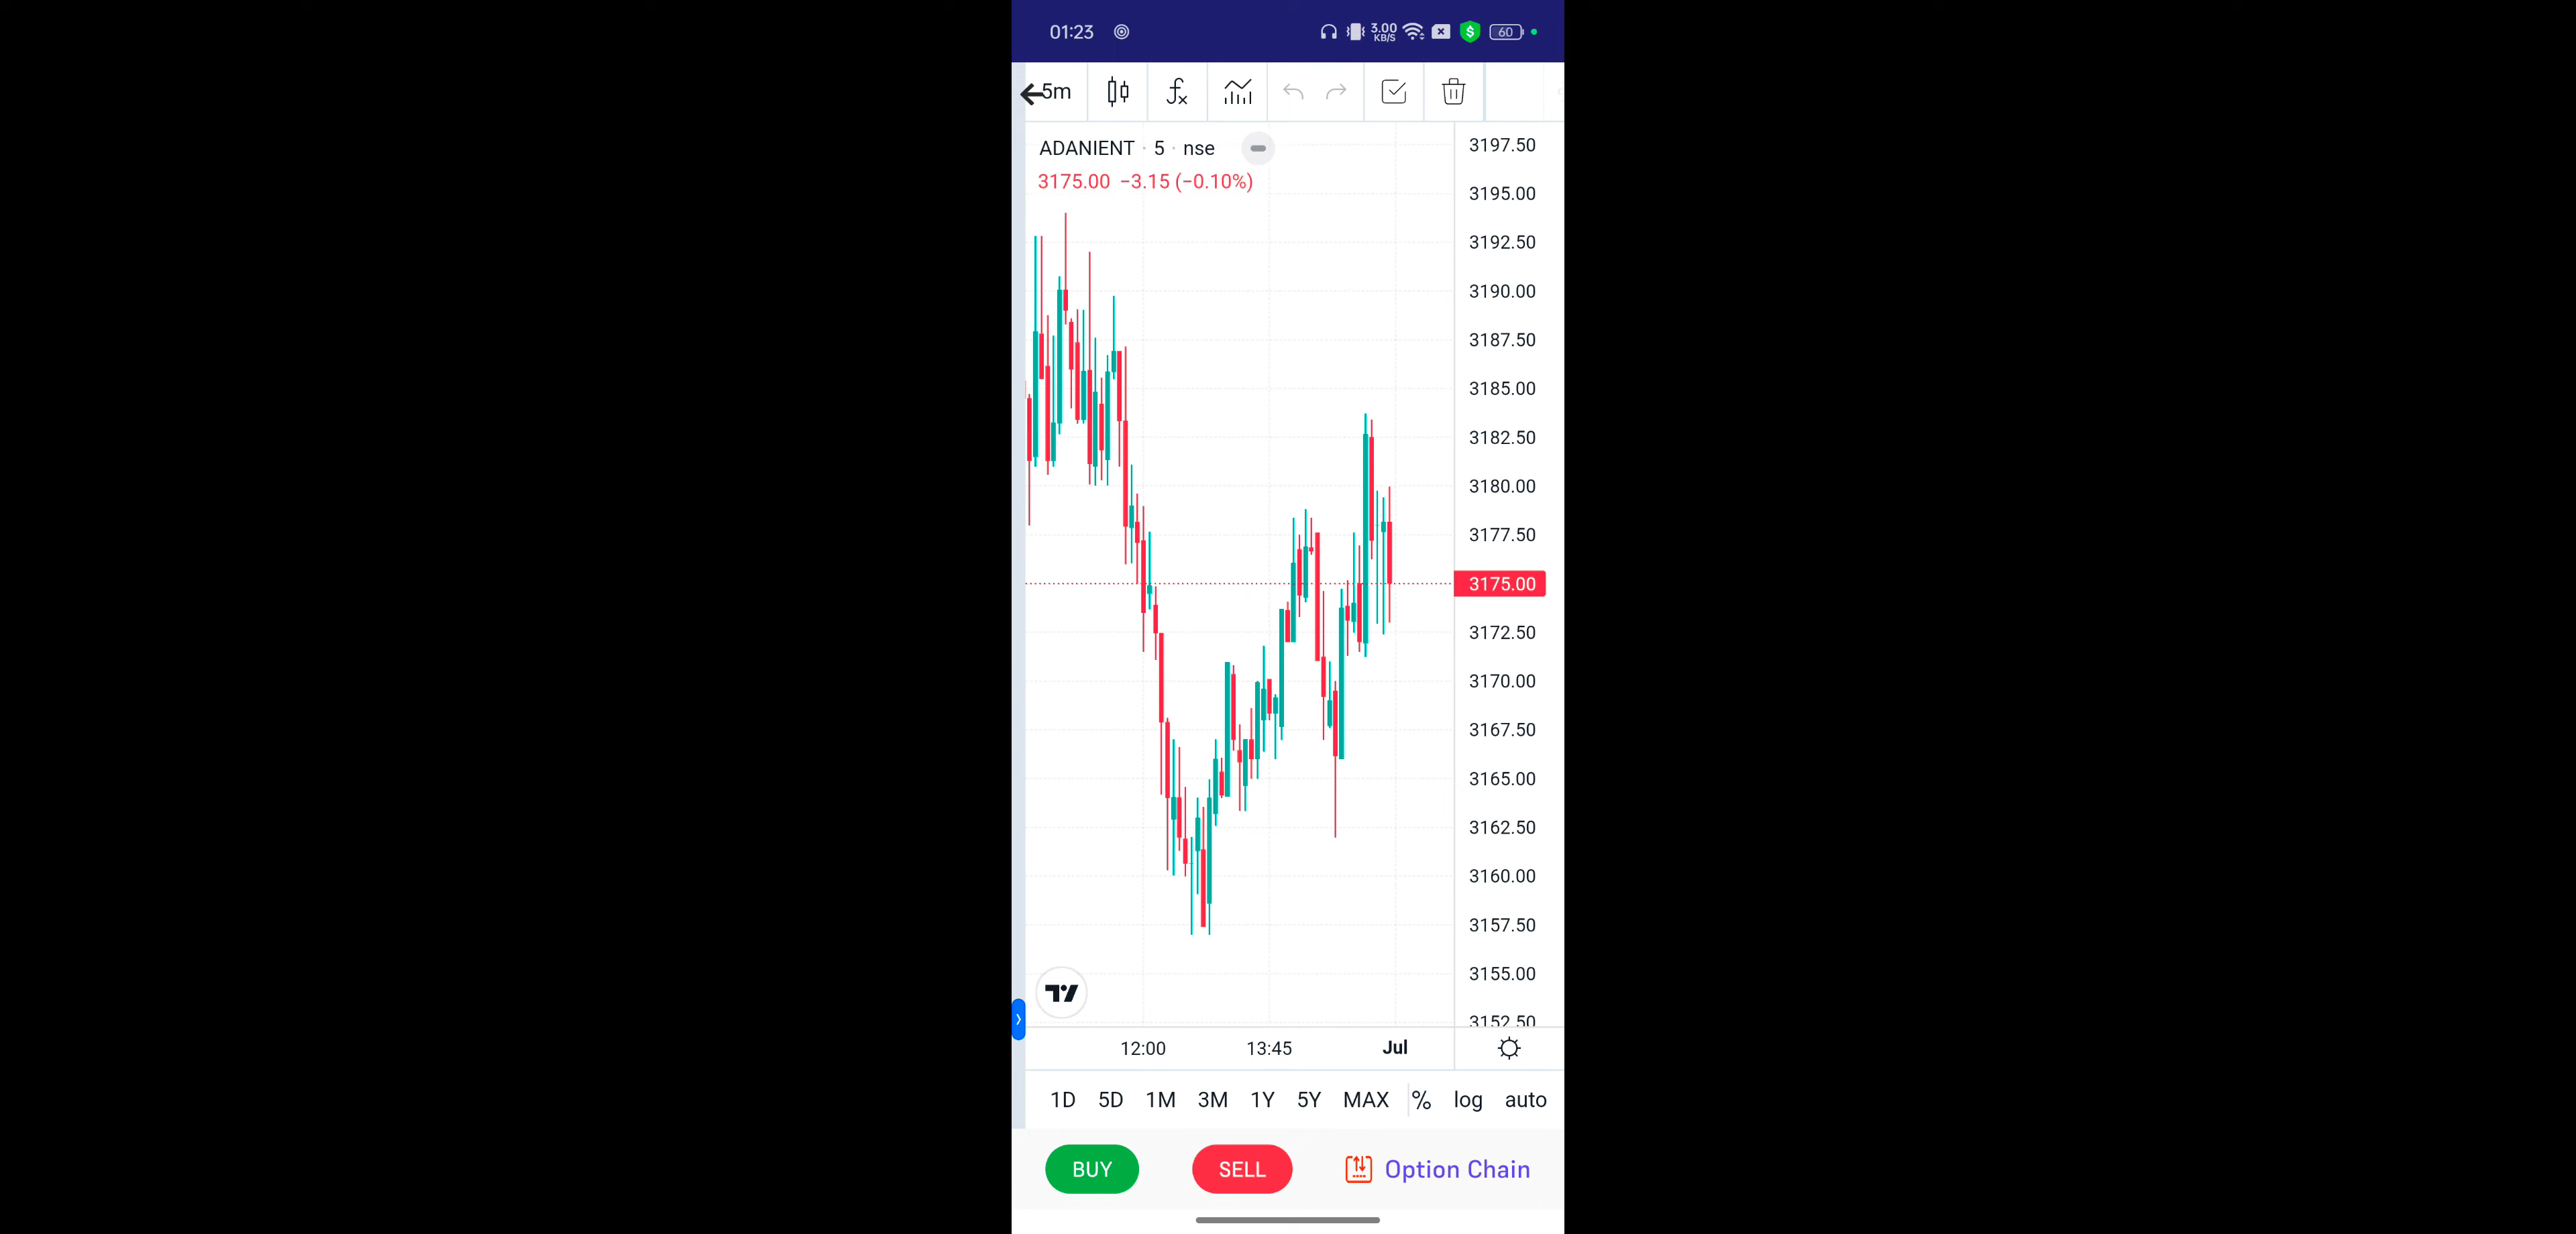 01:23 3.00 KB/S 60
5m
ADANIENT · 5 · nse
3175.00 −3.15 (−0.10%)
3197.50
3195.00
3192.50
3190.00
3187.50
3185.00
3182.50
3180.00
3177.50
3175.00
3172.50
3170.00
3167.50
3165.00
3162.50
3160.00
3157.50
3155.00
3152.50
12:00 13:45 Jul
1D 5D 1M 3M 1Y 5Y MAX % log auto
BUY SELL Option Chain